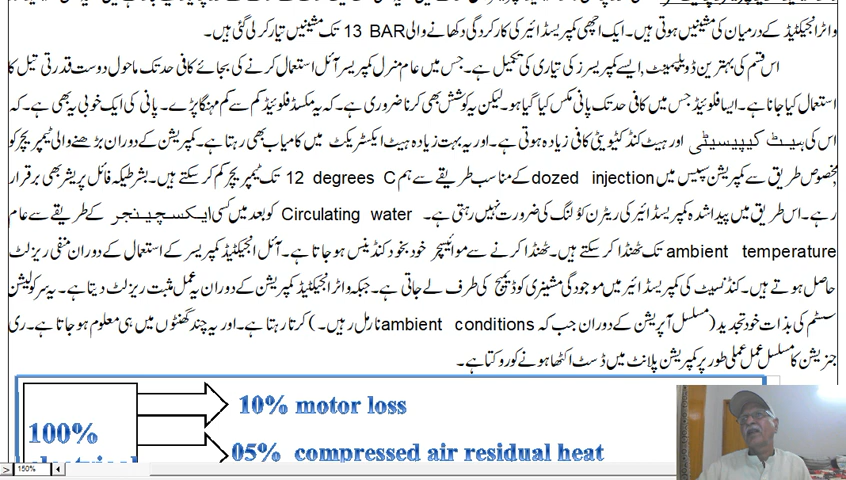 واٹر انجیکٹیڈ کے درمیان کی مشینیں ہوتی ہیں۔ ایک اچھی کمپریسڈ ائیر کی کارکردگی دکھانے والی 13 BAR تک مشینیں تیار کر لی گئی ہیں۔
اس قسم کی بہترین ڈویلپمینٹ ,ایسے کمپریسرز کی تیاری کی تکمیل ہے۔ جس میں عام منرل کمپریسر آئل استعمال کرنے کی بجائے کافی حد تک ماحول دوست قدرتی تیل کا
استعمال کیا جانا ہے۔ ایسا فلوئیڈ جس میں کافی حد تک پانی مکس کیا گیا ہو۔ لیکن یہ کوشش بھی کرنا ضروری ہے۔ کہ یہ مکسڈ فلوئیڈ کم سے کم مہنگا پڑے۔ پانی کی ایک خوبی یہ بھی ہے۔ کہ
اس کی ہیٹ کیپیسیٹی اور ہیٹ کنڈکٹیویٹی کافی زیادہ ہوتی ہے۔ اور یہ بہت زیادہ ہیٹ ایکسٹریکٹ میں کامیاب بھی رہتا ہے۔ کمپریشن کے دوران بڑھنے والی ٹیمپریچر کو
مخصوص طریق سے کمپریشن سپیس میں dozed injection کے مناسب طریقے سے ہم 12 degrees C تک ٹیمپریچر کم کر سکتے ہیں۔ بشرطیکہ فائل پریشر بھی برقرار
رہے۔ اس طریق میں پیدا شدہ کمپریسڈ ائیر کی ریٹرن کولنگ کی ضرورت نہیں رہتی ہے۔ Circulating water کو بعد میں کسی ایکسچینجر کے طریقے سے عام
ambient temperature تک ٹھنڈا کر سکتے ہیں۔ ٹھنڈا کرنے سے موائیسچر خود بخود کنڈینس ہو جاتا ہے۔ آئل انجیکٹیڈ کمپریسر کے استعمال کے دوران منفی ریزلٹ
حاصل ہوتے ہیں۔ کنڈنسیٹ کی کمپریسڈ ائیر میں موجودگی مشینری کو ڈیمیج کی طرف لے جاتی ہے۔ جبکہ واٹر انجیکٹیڈ کمپریشن کے دوران یہ عمل مثبت ریزلٹ دیتا ہے۔ یہ سرکولیشن
سسٹم کی بذات خود تجدید (مسلسل آپریشن کے دوران جب کہ ambient conditions نارمل رہیں۔) کرتا رہتا ہے۔ اور یہ چند گھنٹوں میں ہی معلوم ہو جاتا ہے۔ ری
جنریشن کا مسلسل عمل عملی طور پر کمپریشن پلانٹ میں ڈسٹ اکٹھا ہونے کو روکتا ہے۔
10% motor loss
100%
05% compressed air residual heat
150%